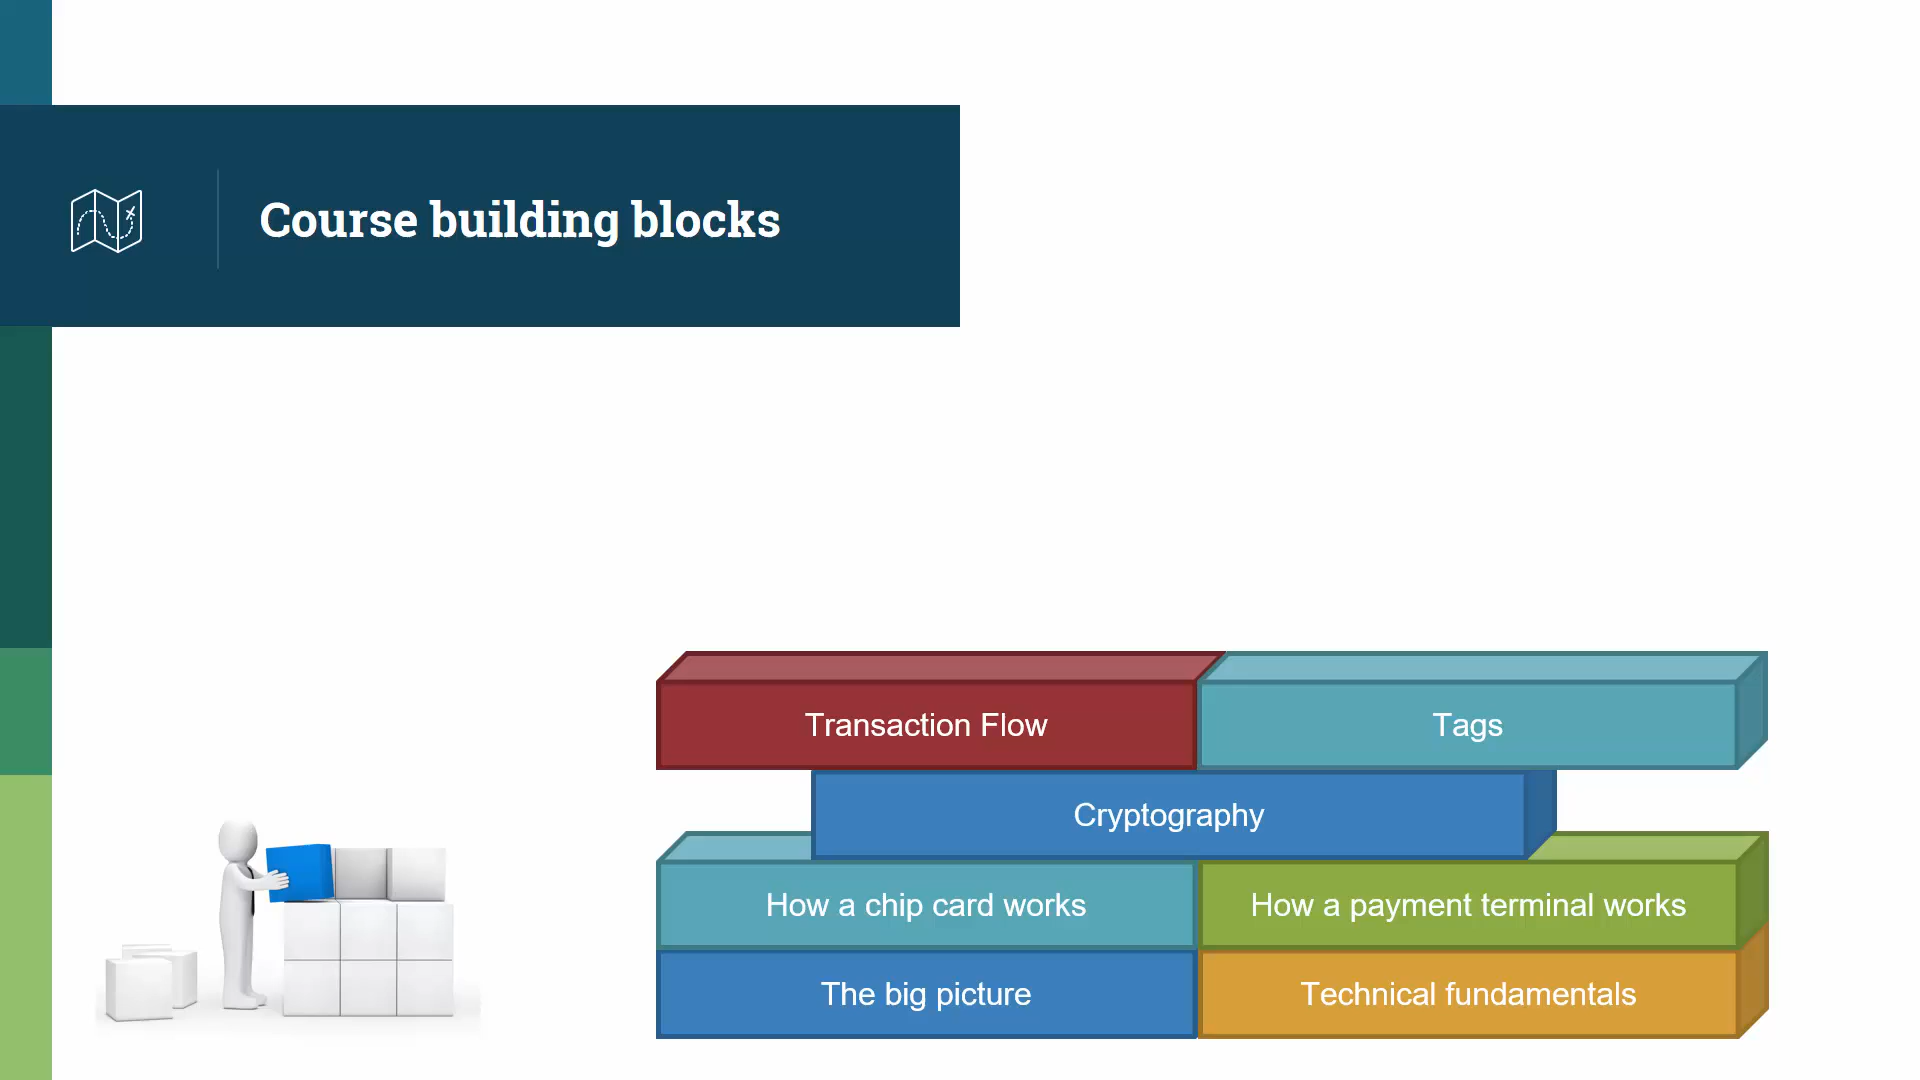 Course building blocks
Transaction Flow
Tags
Cryptography
How a chip card works
How a payment terminal works
The big picture
Technical fundamentals